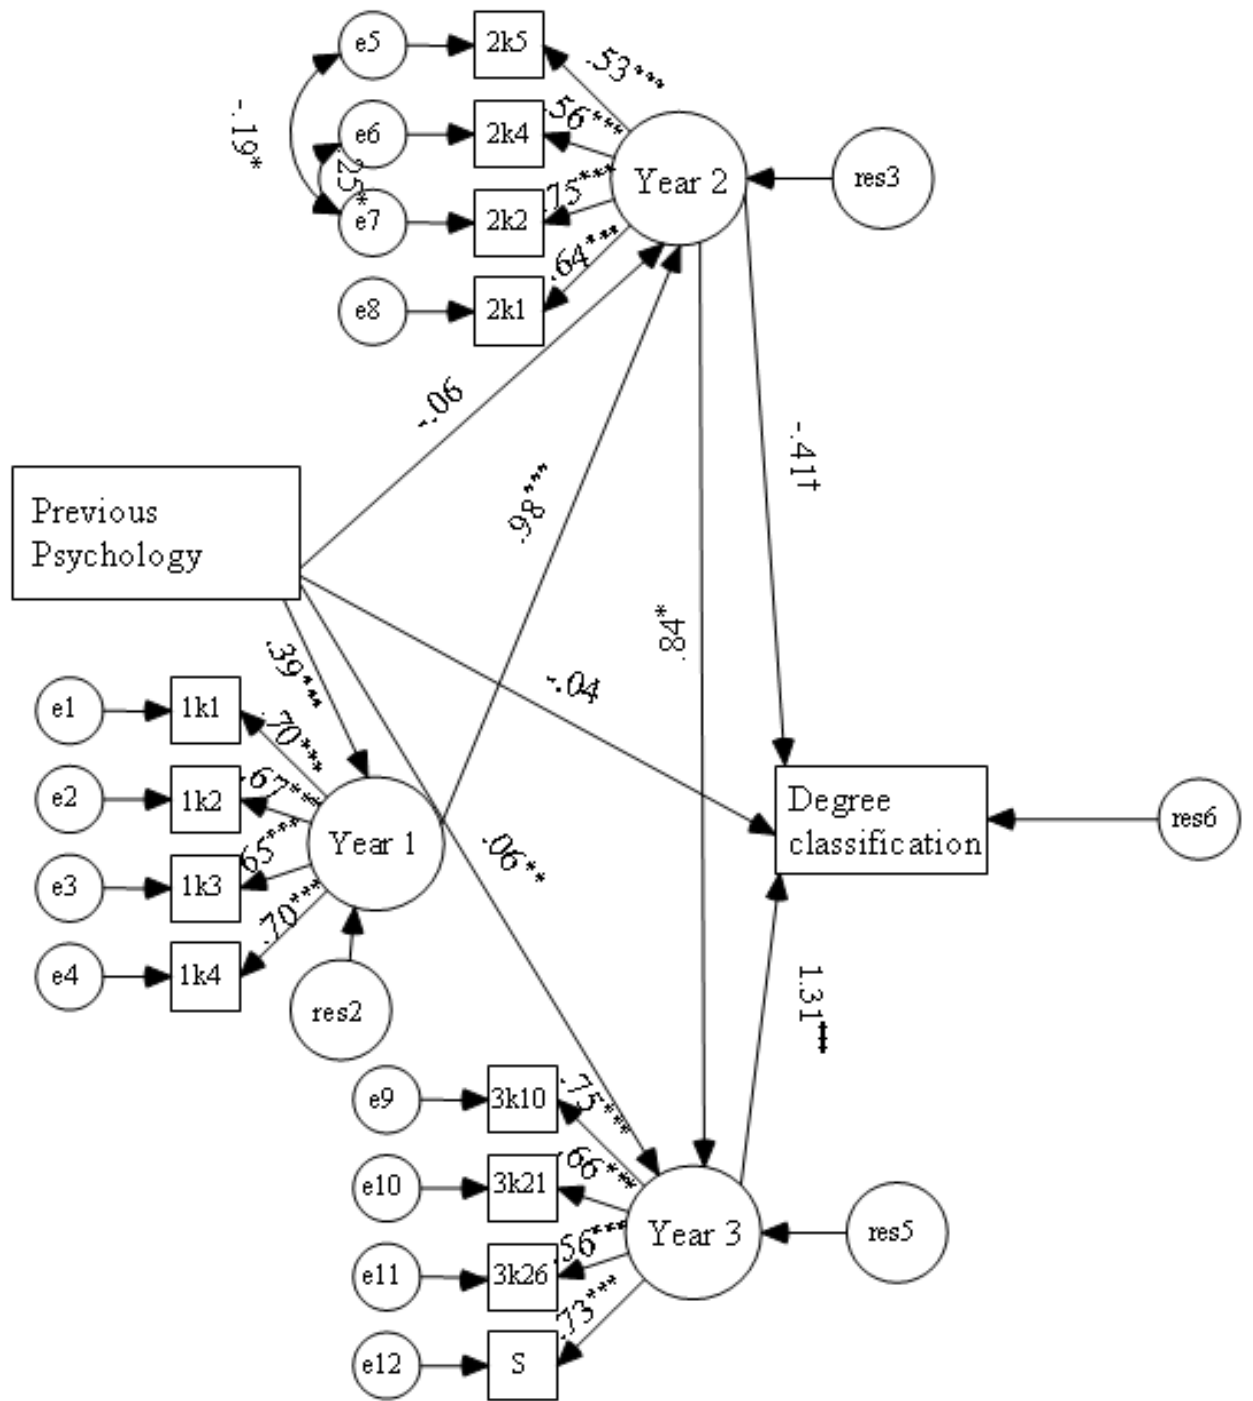 e5
2k5
.53***
-.19*
e6
2k4
.56***
.25*
e7
2k2
.75***
Year 2
res3
e8
2k1
.64***
-.06
.98***
-.41†
Previous
Psychology
.84*
.39***
-.04
e1
1k1
.70***
e2
1k2
.67***
e3
1k3
.65***
Year 1
.06**
e4
1k4
.70***
res2
Degree
classification
res6
1.31‡
e9
3k10
.75***
e10
3k21
.66***
e11
3k26
.56***
Year 3
res5
e12
S
.73***